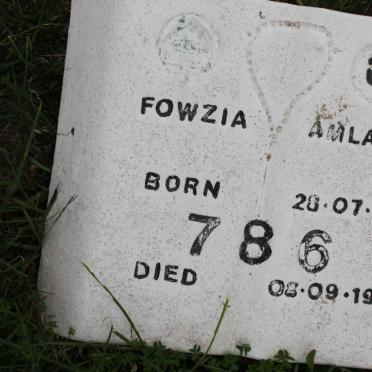 FOWZIA AMLA
BORN 28·07·
786
DIED 08·09·19